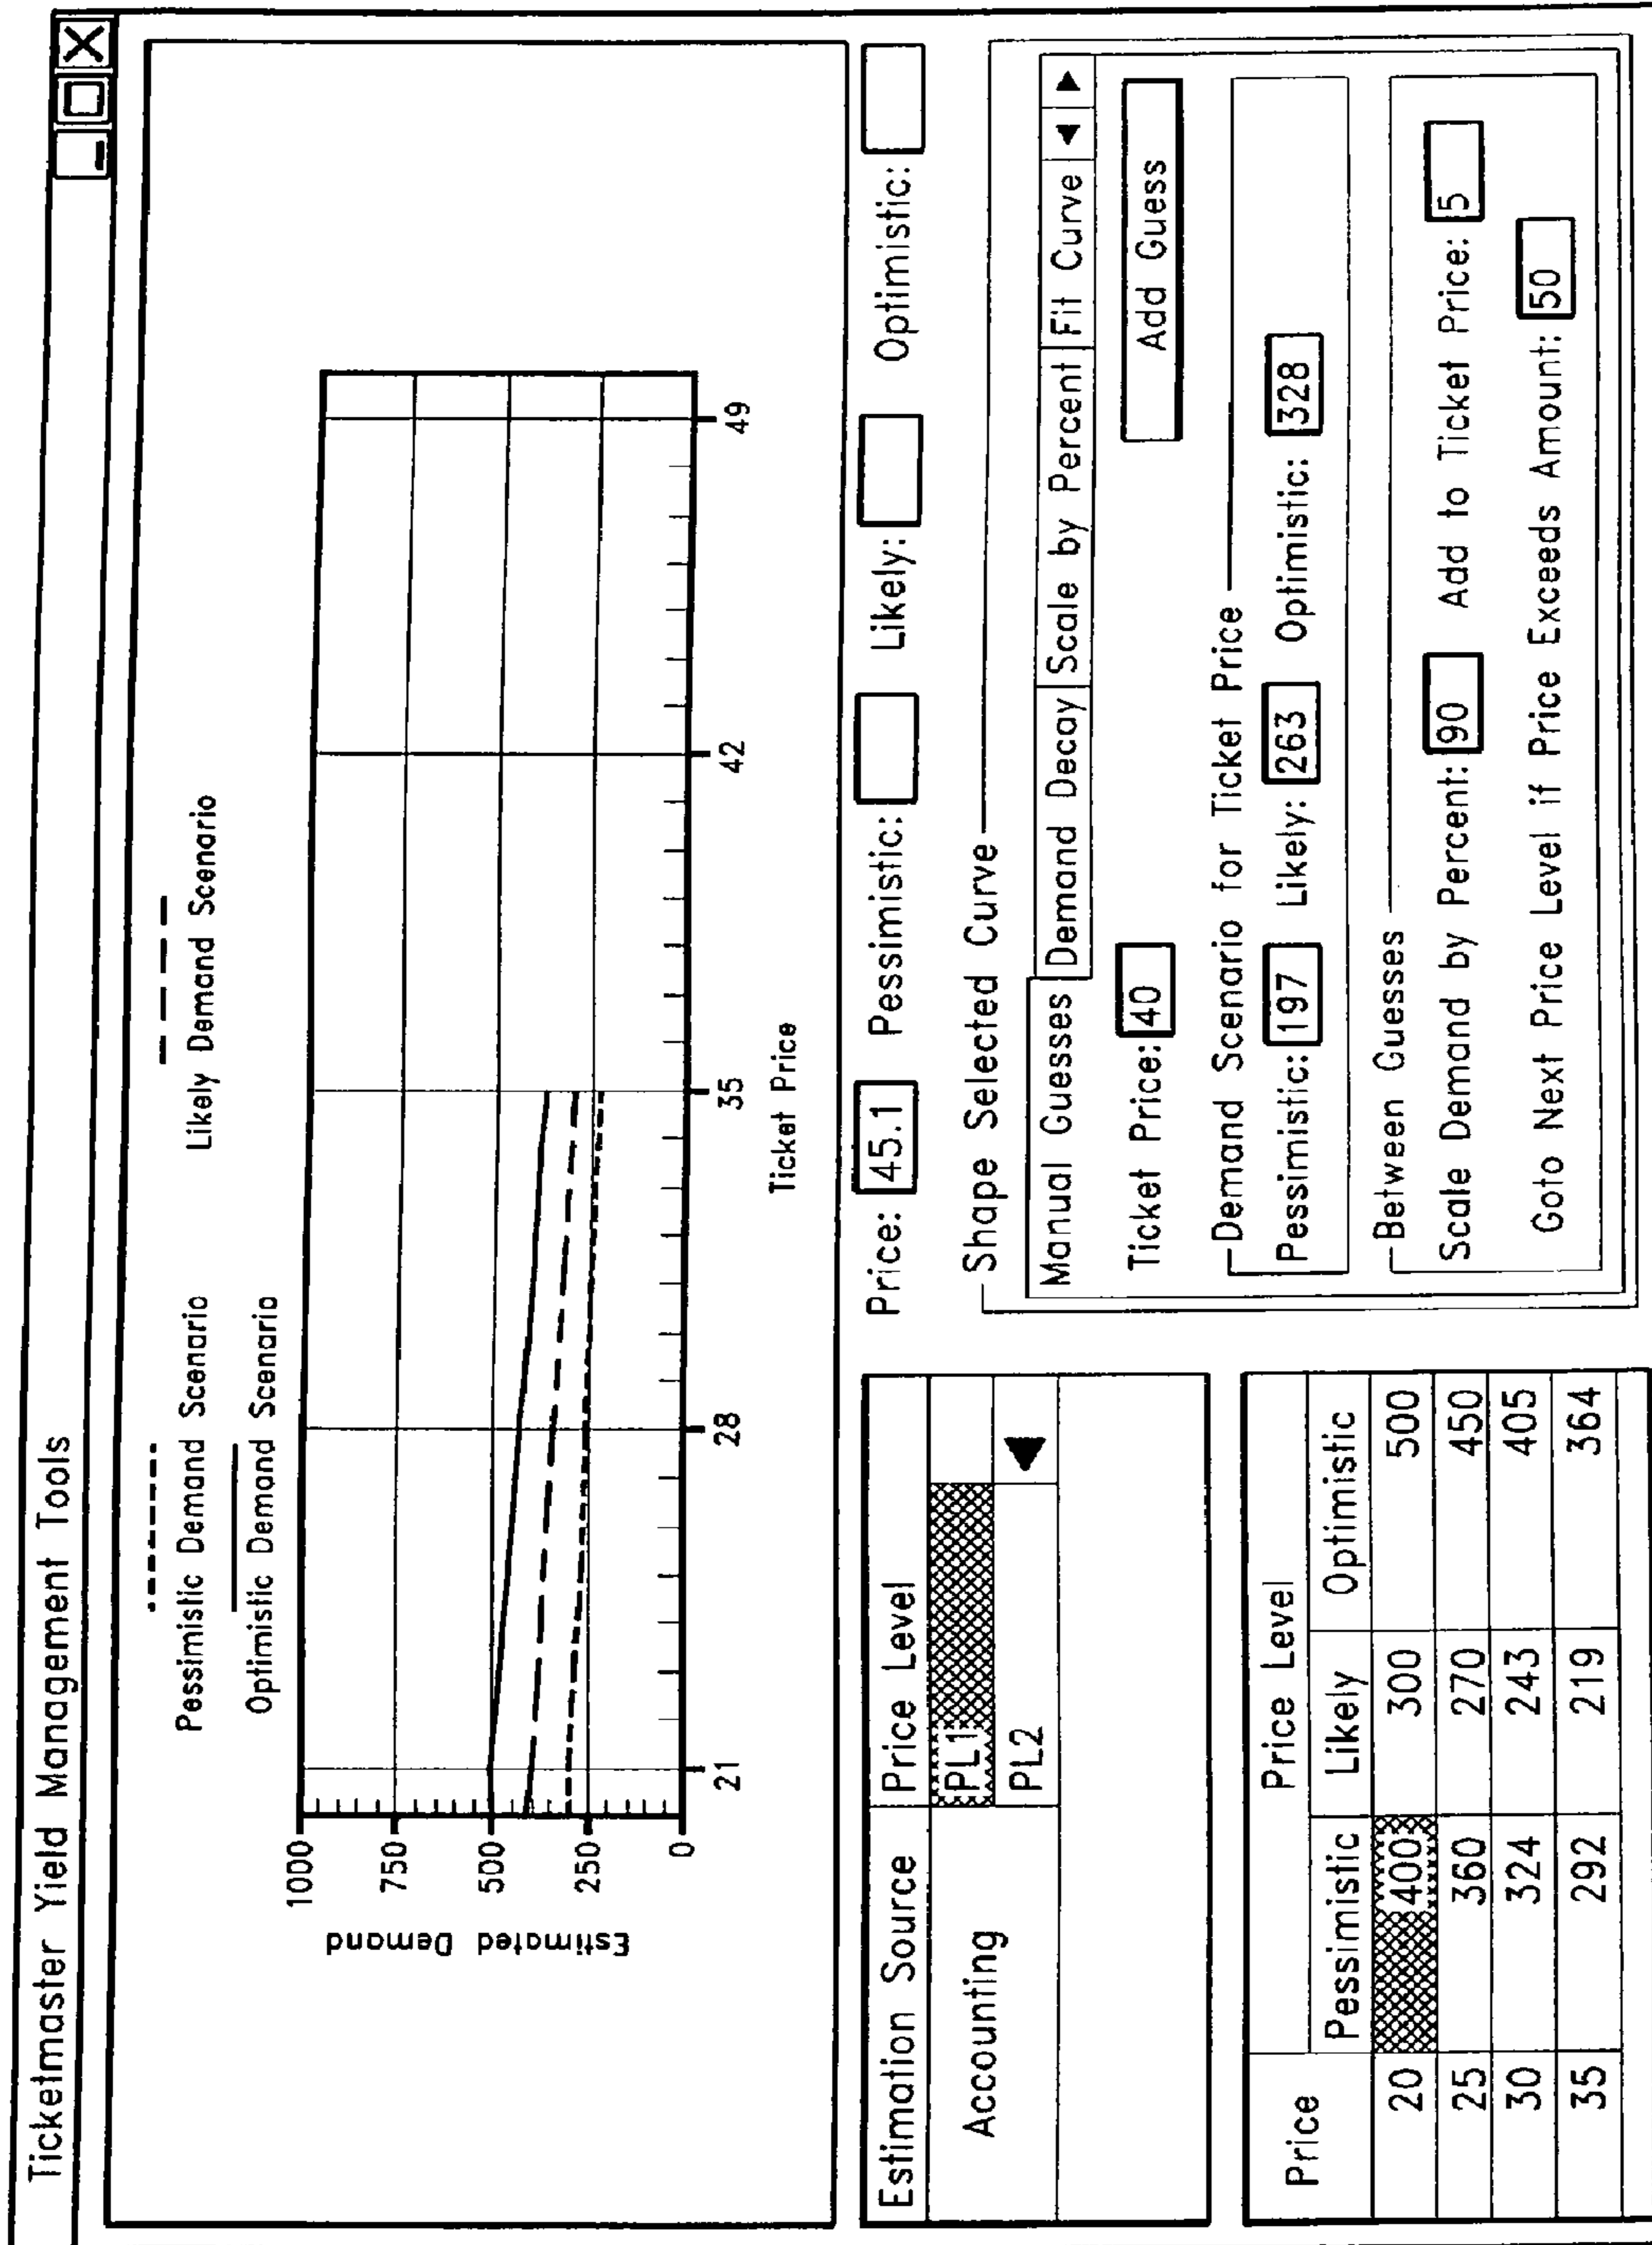 Ticketmaster Yield Management Tools
Pessimistic Demand Scenario
Likely Demand Scenario
Optimistic Demand Scenario
Estimated Demand
1000
750
500
250
0
21 28 35 42 49
Ticket Price
Price: 45.1 Pessimistic: Likely: Optimistic:
Estimation Source Price Level
Accounting PL1
PL2
Price Price Level
Pessimistic Likely Optimistic
20 400 300 500
25 360 270 450
30 324 243 405
35 292 219 364
Shape Selected Curve
Manual Guesses Demand Decay Scale by Percent Fit Curve
Ticket Price: 40 Add Guess
Demand Scenario for Ticket Price
Pessimistic: 197 Likely: 263 Optimistic: 328
Between Guesses
Scale Demand by Percent: 90 Add to Ticket Price: 5
Goto Next Price Level if Price Exceeds Amount: 50